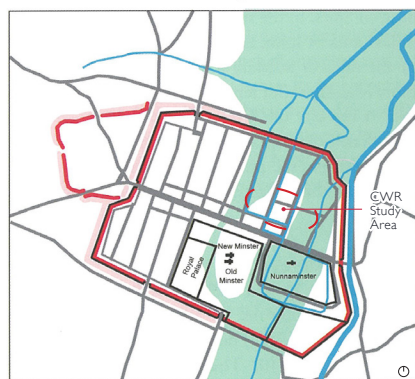 CWR
Study
Area
New Minster
Old
Minster
Royal
Palace
Nunnaminster